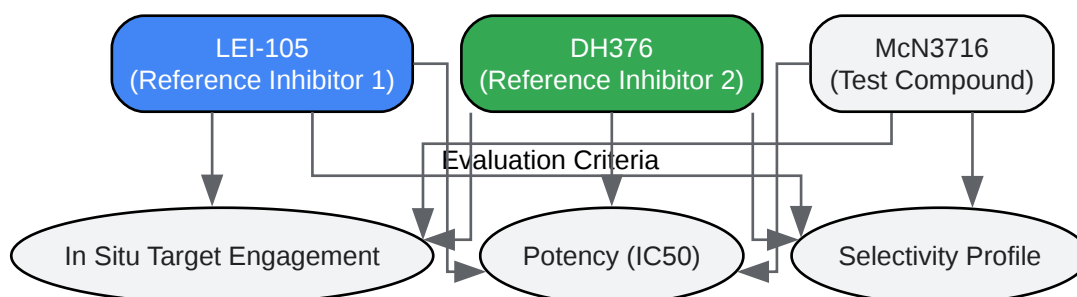 LEI-105
(Reference Inhibitor 1)
DH376
(Reference Inhibitor 2)
McN3716
(Test Compound)
Evaluation Criteria
In Situ Target Engagement
Potency (IC50)
Selectivity Profile